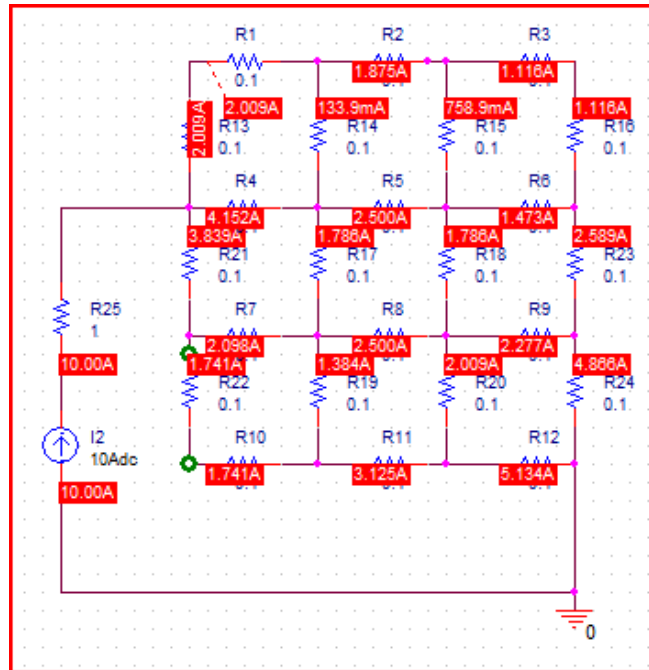 R1 R2 R3
0.1 1.875A 0.1 1.116A 0.1
2.009A 2.009A 133.9mA 758.9mA 1.116A
R13 R14 R15 R16
0.1 0.1 0.1 0.1
R4 R5 R6
4.152A 2.500A 1.473A
3.839A 1.786A 1.786A 2.589A
R21 R17 R18 R23
0.1 0.1 0.1 0.1
R25 R7 R8 R9
1 2.098A 2.500A 2.277A
10.00A 1.741A 1.384A 2.009A 4.866A
R22 R19 R20 R24
0.1 0.1 0.1 0.1
I2 R10 R11 R12
10Adc 1.741A 3.125A 5.134A
10.00A
0